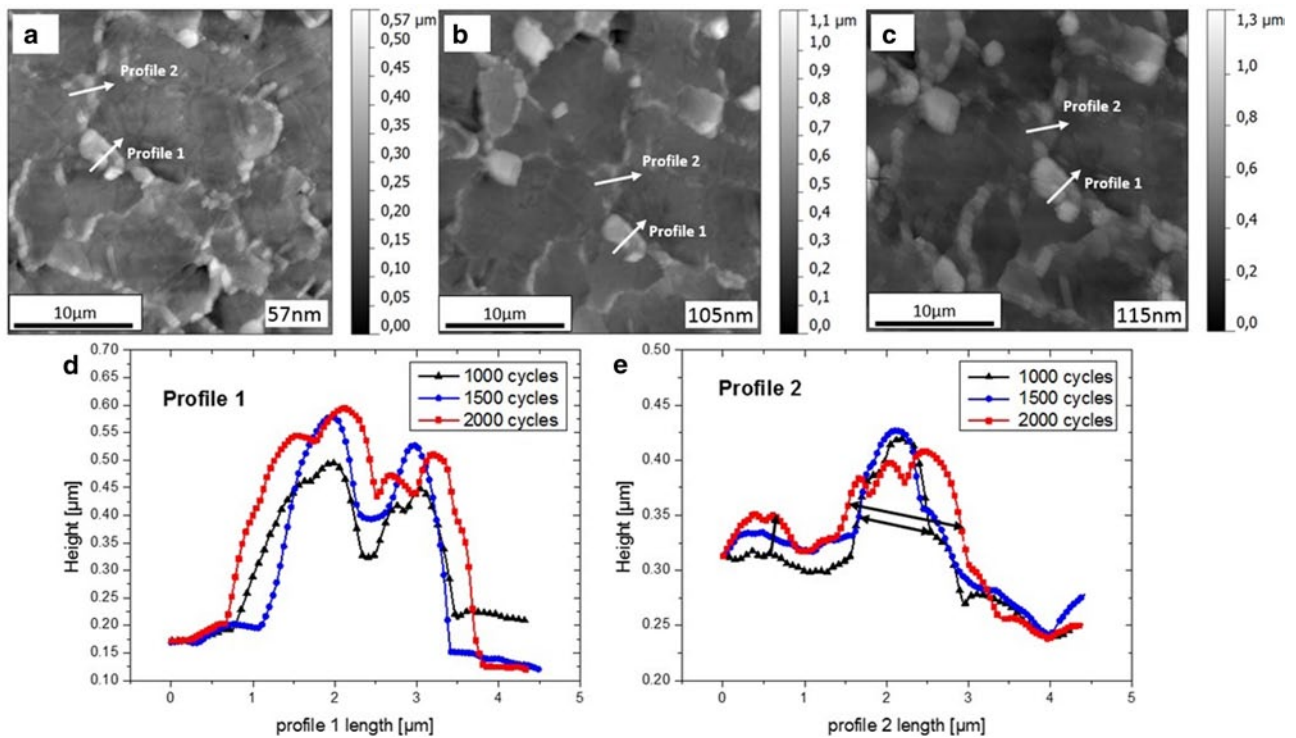 a
Profile 2
Profile 1
10µm
57nm
0,57 µm
0,50
0,45
0,40
0,35
0,30
0,25
0,20
0,15
0,10
0,05
0,00
b
Profile 2
Profile 1
10µm
105nm
1,1 µm
1,0
0,9
0,8
0,7
0,6
0,5
0,4
0,3
0,2
0,1
0,0
c
Profile 2
Profile 1
10µm
115nm
1,3 µm
1,0
0,8
0,6
0,4
0,2
0,0
d
Profile 1
1000 cycles
1500 cycles
2000 cycles
Height [µm]
0.70
0.65
0.60
0.55
0.50
0.45
0.40
0.35
0.30
0.25
0.20
0.15
0.10
0 1 2 3 4 5
profile 1 length [µm]
e
Profile 2
1000 cycles
1500 cycles
2000 cycles
Height [µm]
0.50
0.45
0.40
0.35
0.30
0.25
0.20
0 1 2 3 4 5
profile 2 length [µm]